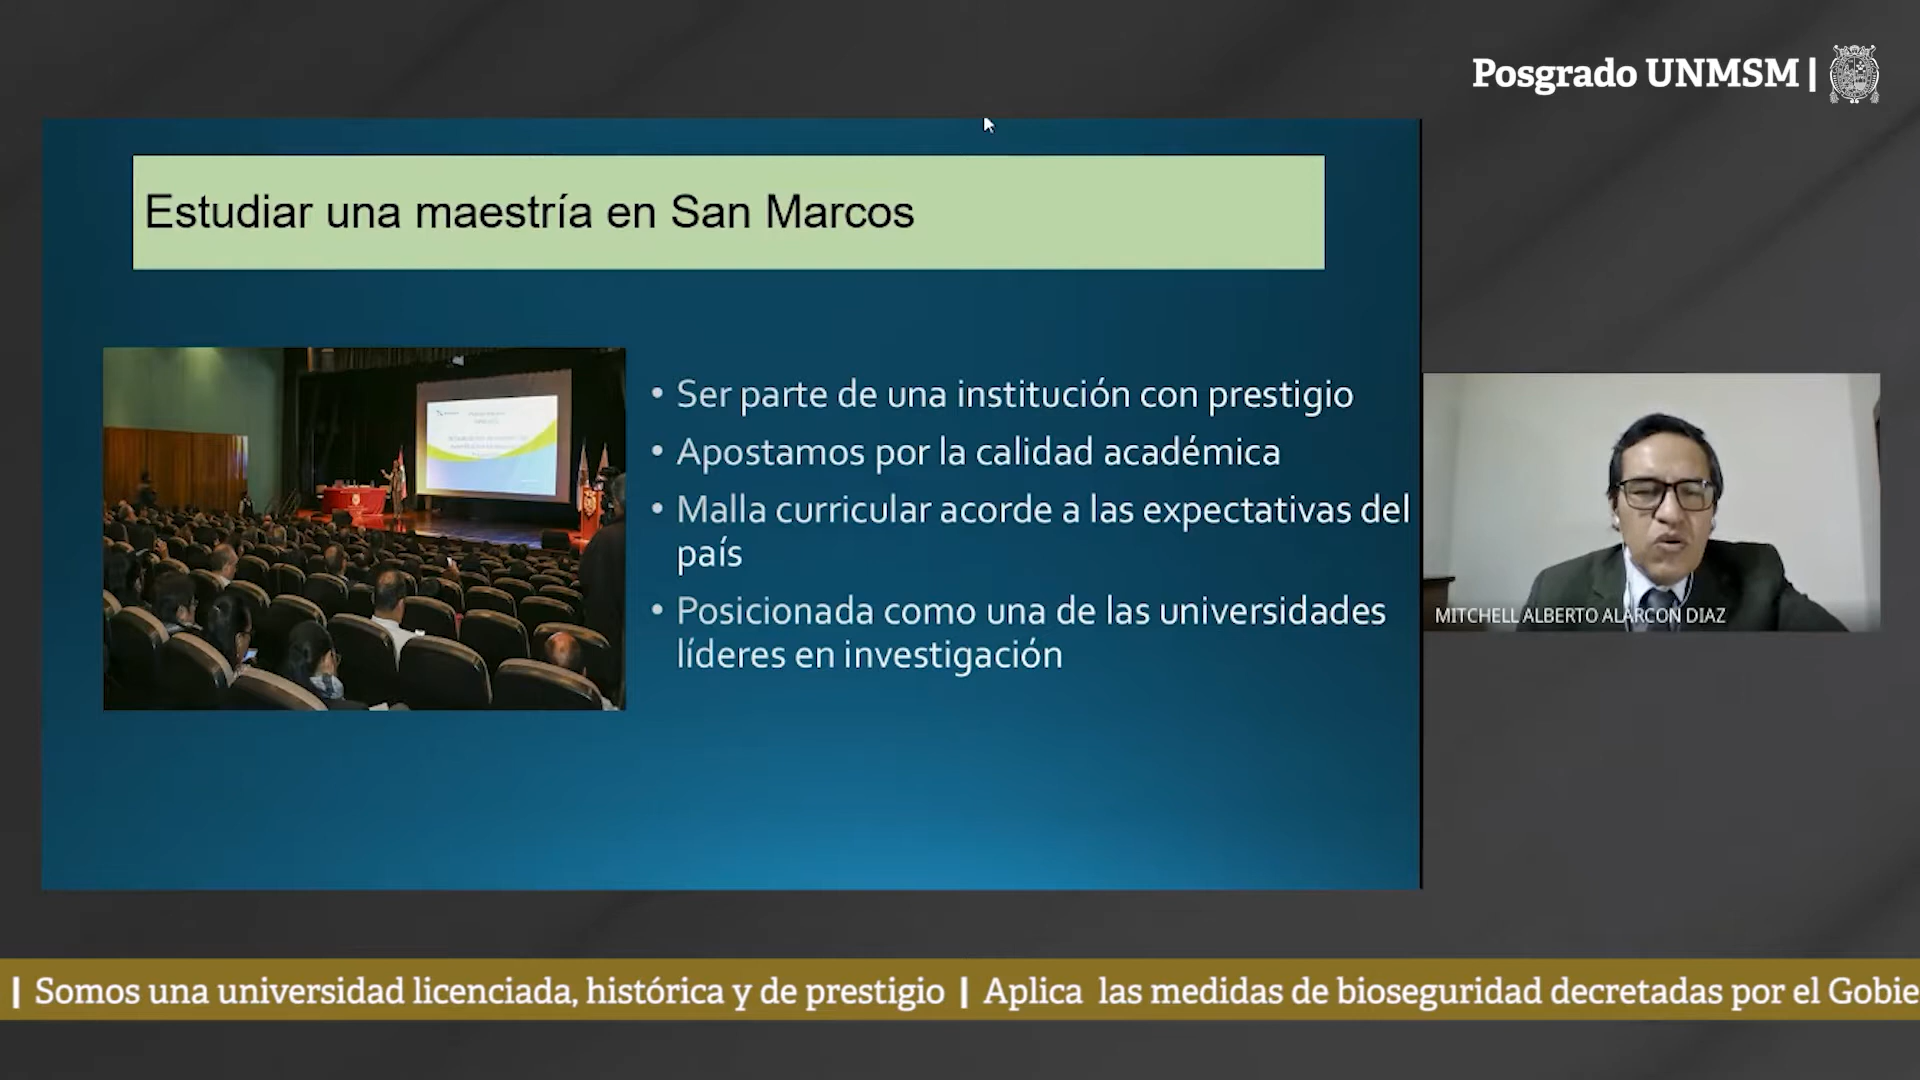 Posgrado UNMSM |
Estudiar una maestría en San Marcos
• Ser parte de una institución con prestigio
• Apostamos por la calidad académica
• Malla curricular acorde a las expectativas del
país
• Posicionada como una de las universidades
líderes en investigación
MITCHELL ALBERTO ALARCON DIAZ
| Somos una universidad licenciada, histórica y de prestigio | Aplica las medidas de bioseguridad decretadas por el Gobie